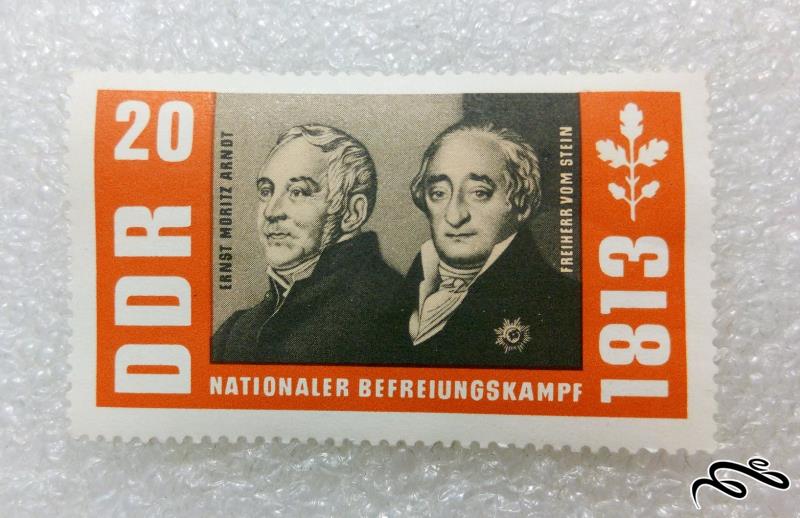 20
DDR
ERNST MORITZ ARNDT
FREIHERR VOM STEIN
1813
NATIONALER BEFREIUNGSKAMPF